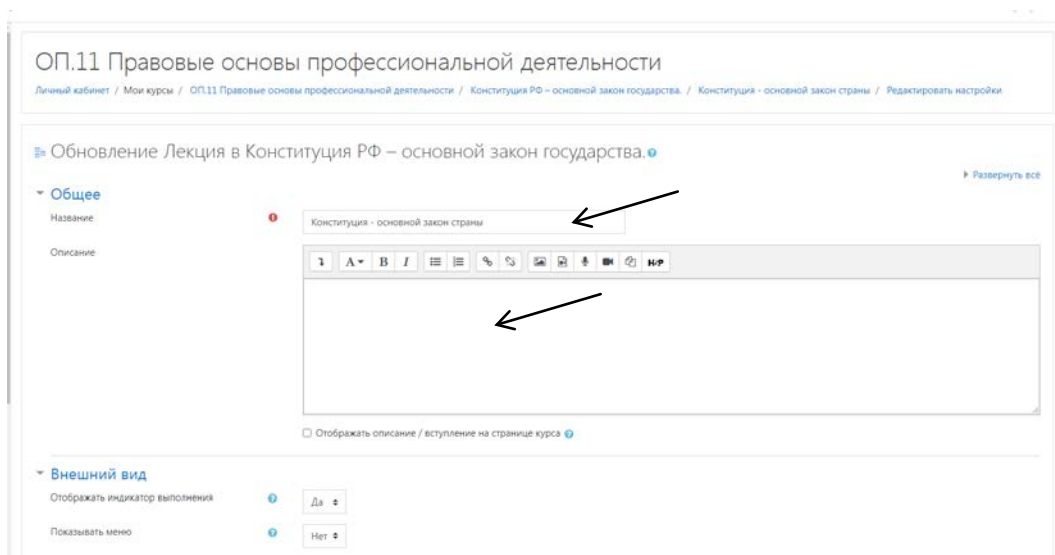 ОП.11 Правовые основы профессиональной деятельности
Личный кабинет / Мои курсы / ОП.11 Правовые основы профессиональной деятельности / Конституция РФ – основной закон государства. / Конституция - основной закон страны / Редактировать настройки
Обновление Лекция в Конституция РФ – основной закон государства.
Развернуть всё
Общее
Название
Конституция - основной закон страны
Описание
A B I H5P
Отображать описание / вступление на странице курса
Внешний вид
Отображать индикатор выполнения Да
Показывать меню Нет